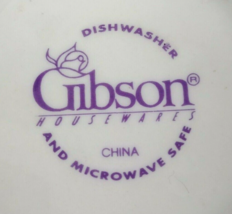 DISHWASHER
Gibson®
HOUSEWARES
CHINA
AND MICROWAVE SAFE